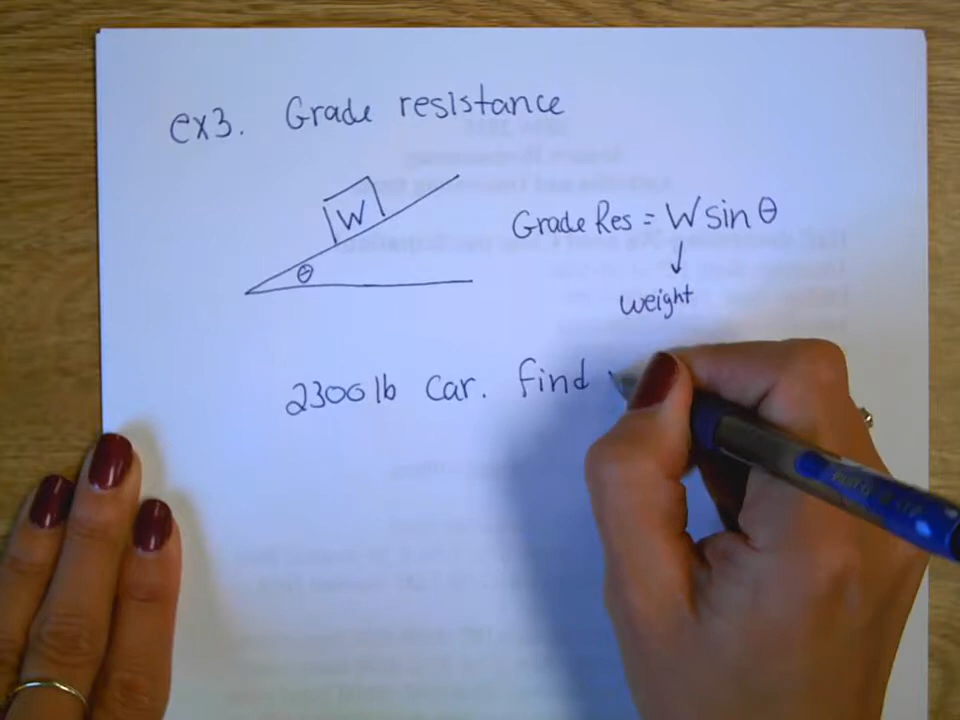 ex3. Grade resistance
W
Grade Res = W sin θ
θ
weight
2300 lb car. Find